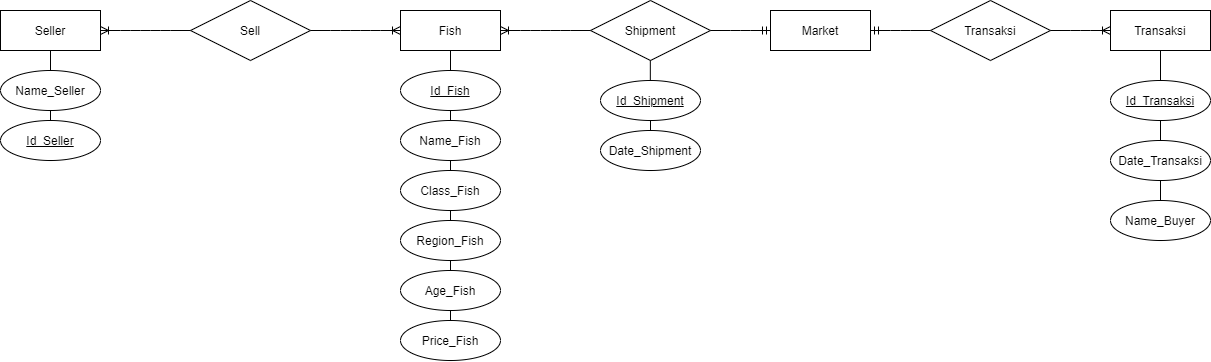 Seller
Sell
Fish
Shipment
Market
Transaksi
Transaksi
Name_Seller
Id_Seller
Id_Fish
Name_Fish
Class_Fish
Region_Fish
Age_Fish
Price_Fish
Id_Shipment
Date_Shipment
Id_Transaksi
Date_Transaksi
Name_Buyer